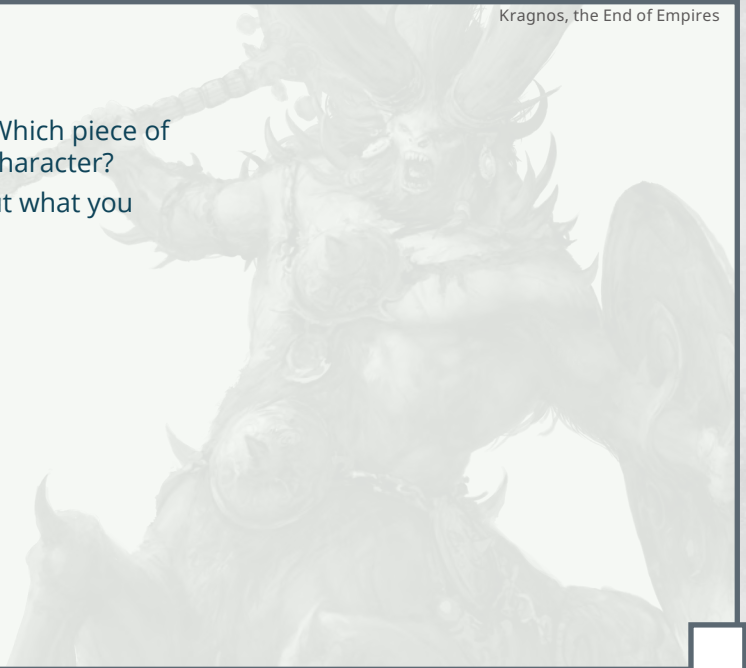 Kragnos, the End of Empires
Which piece of
haracter?
t what you